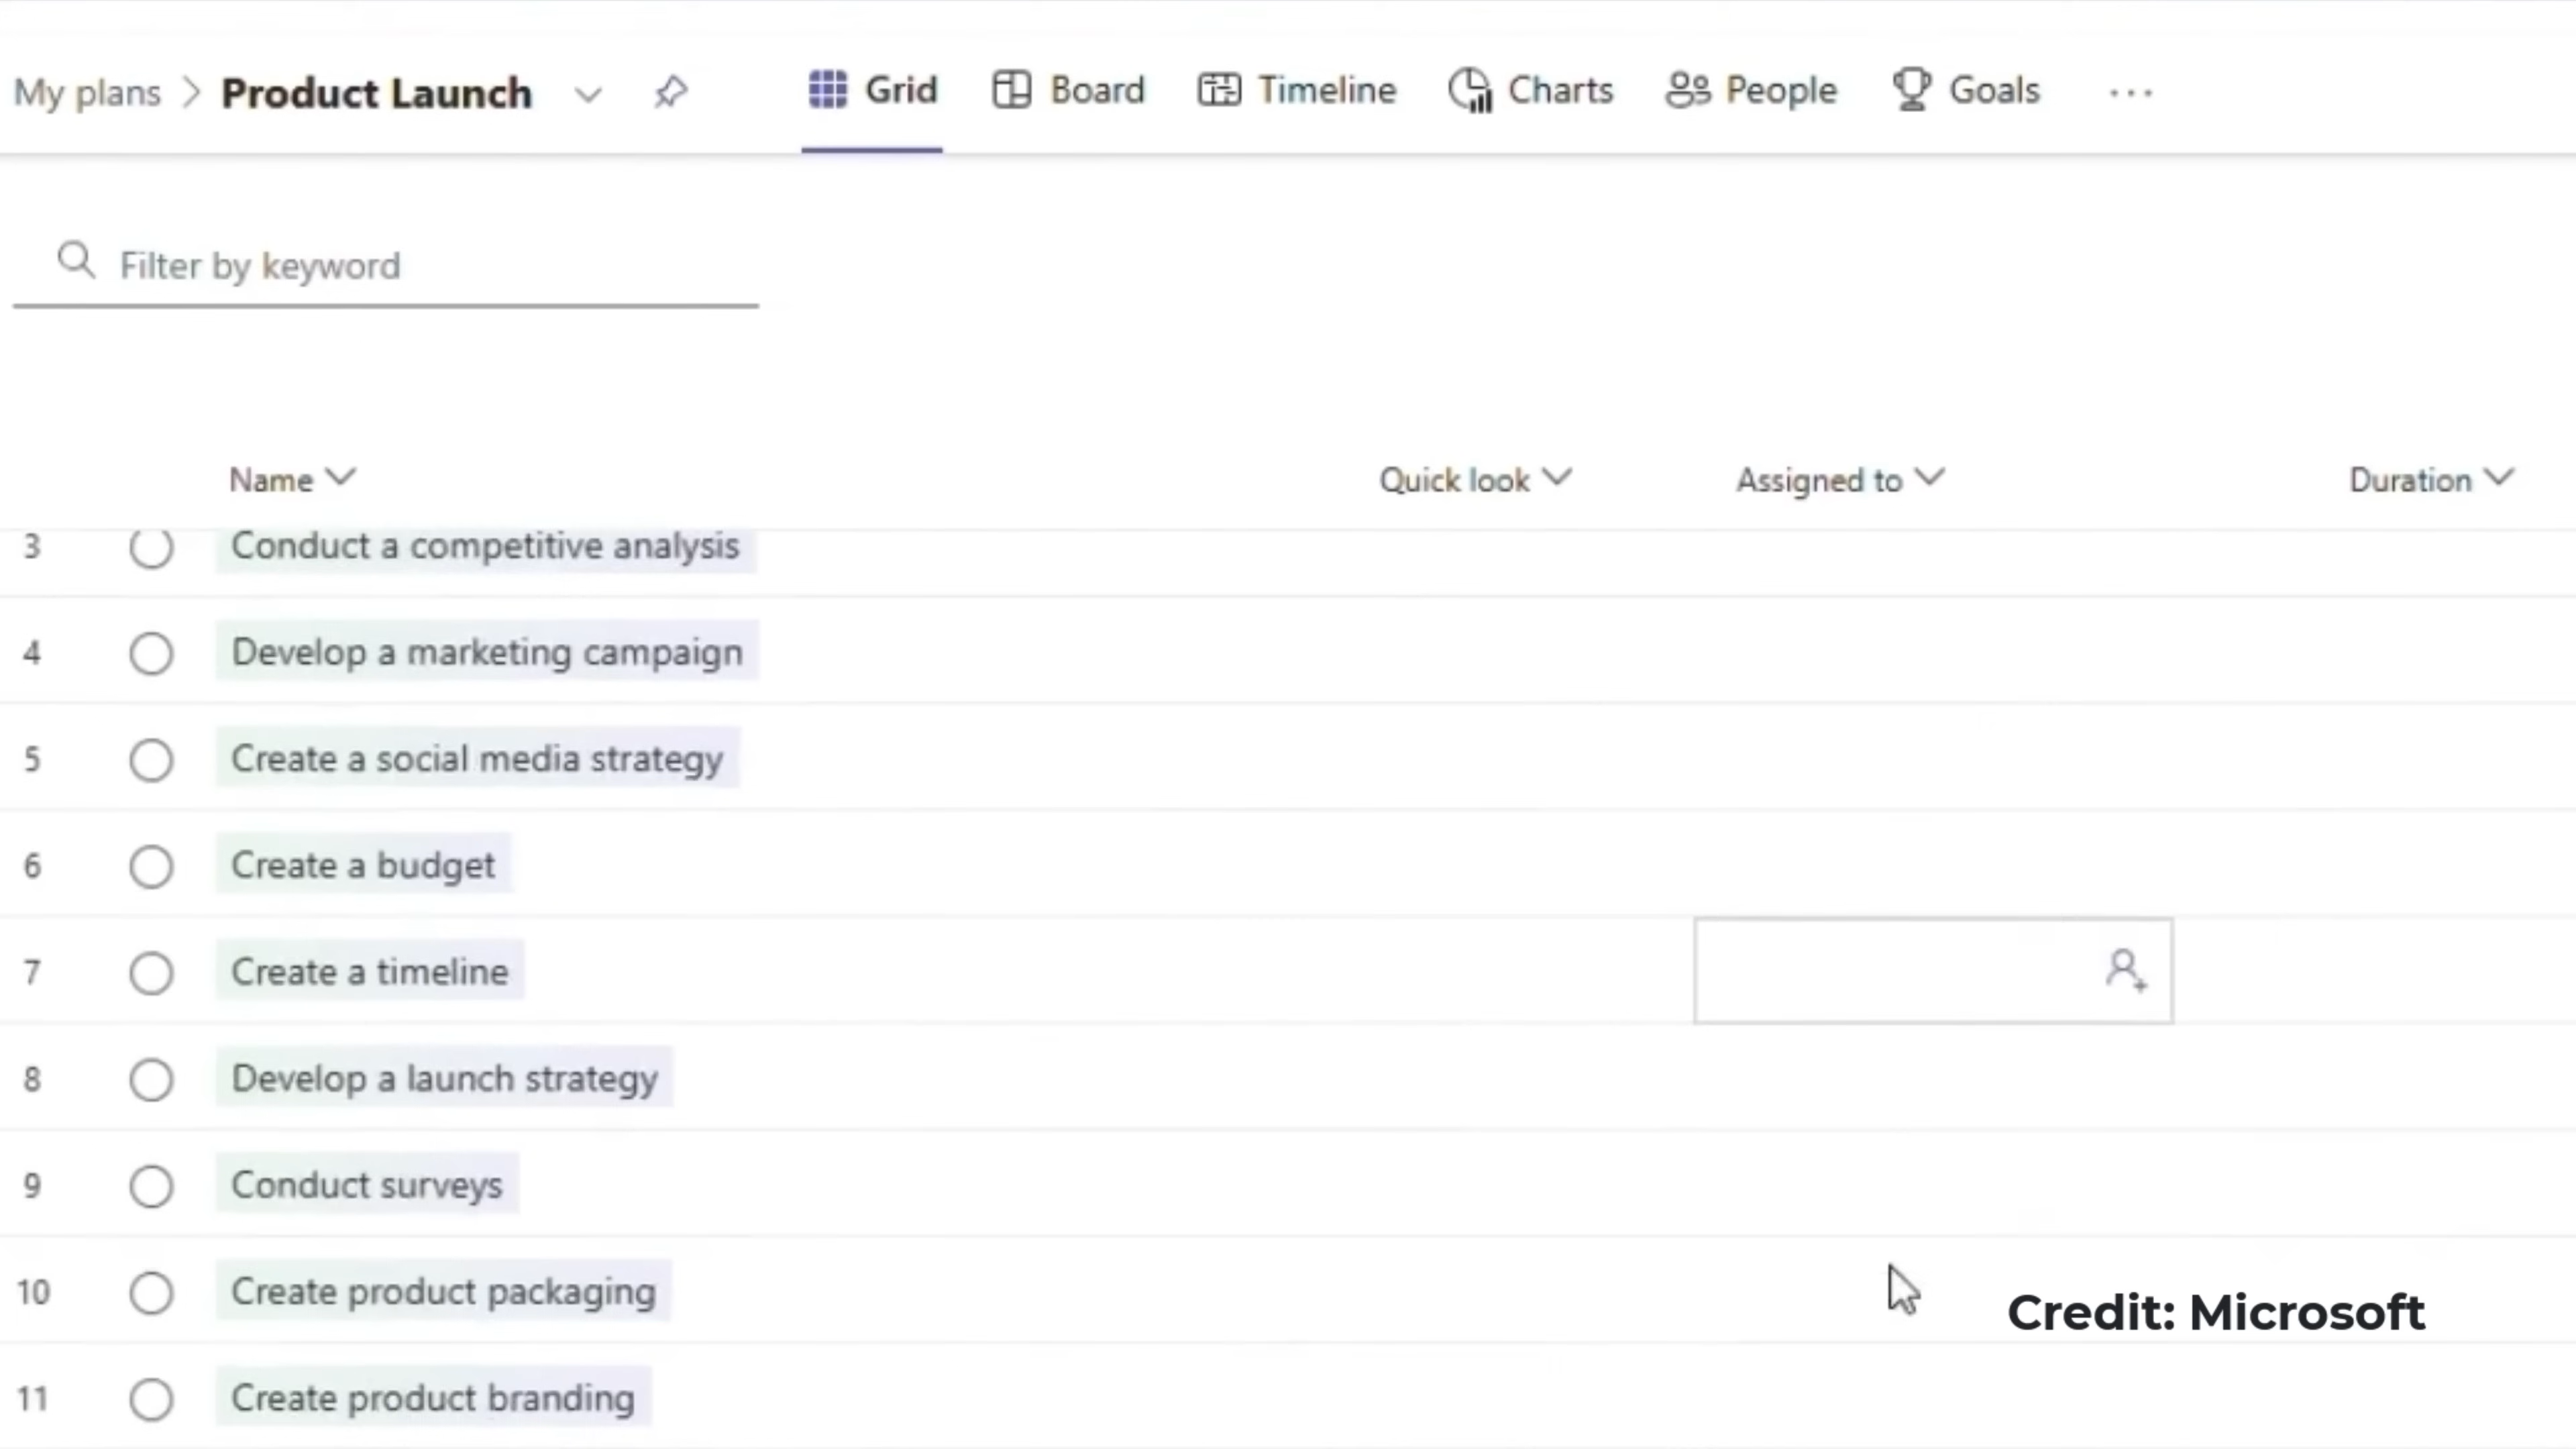 My plans > Product Launch Grid Board Timeline Charts People Goals ...
Filter by keyword
Name Quick look Assigned to Duration
3 Conduct a competitive analysis
4 Develop a marketing campaign
5 Create a social media strategy
6 Create a budget
7 Create a timeline
8 Develop a launch strategy
9 Conduct surveys
10 Create product packaging
Credit: Microsoft
11 Create product branding